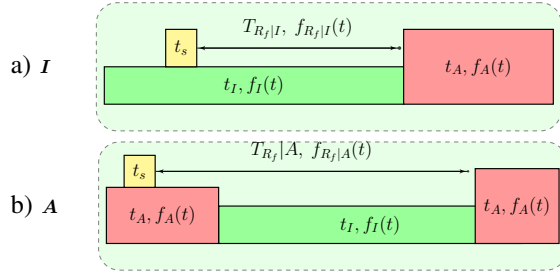 a) I
t_s
T_{R_f|I}, f_{R_f|I}(t)
t_A, f_A(t)
t_I, f_I(t)
b) A
t_s
T_{R_f}|A, f_{R_f|A}(t)
t_A, f_A(t)
t_I, f_I(t)
t_A, f_A(t)